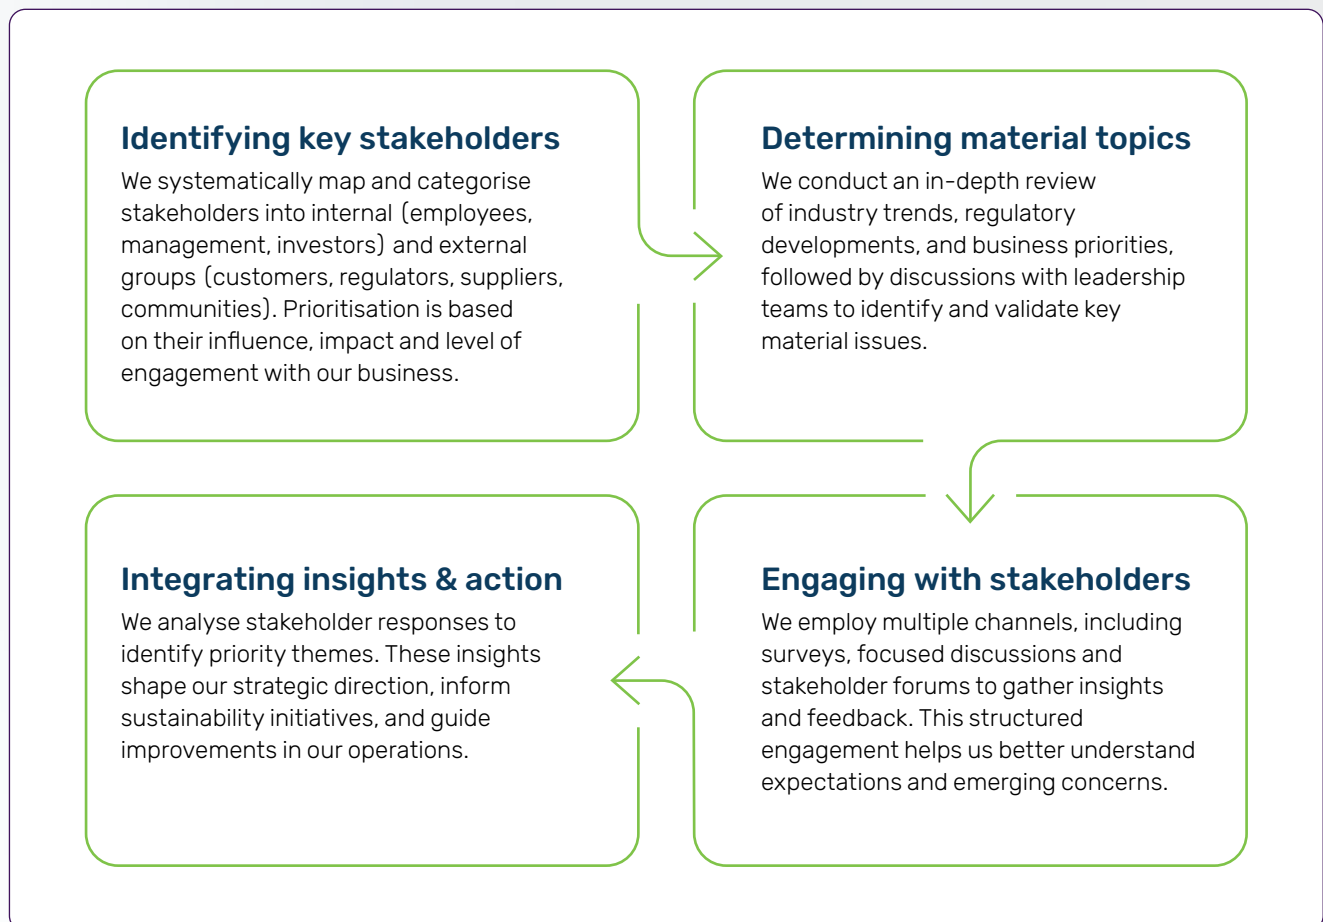 Identifying key stakeholders
We systematically map and categorise
stakeholders into internal (employees,
management, investors) and external
groups (customers, regulators, suppliers,
communities). Prioritisation is based
on their influence, impact and level of
engagement with our business.
Determining material topics
We conduct an in-depth review
of industry trends, regulatory
developments, and business priorities,
followed by discussions with leadership
teams to identify and validate key
material issues.
Engaging with stakeholders
We employ multiple channels, including
surveys, focused discussions and
stakeholder forums to gather insights
and feedback. This structured
engagement helps us better understand
expectations and emerging concerns.
Integrating insights & action
We analyse stakeholder responses to
identify priority themes. These insights
shape our strategic direction, inform
sustainability initiatives, and guide
improvements in our operations.